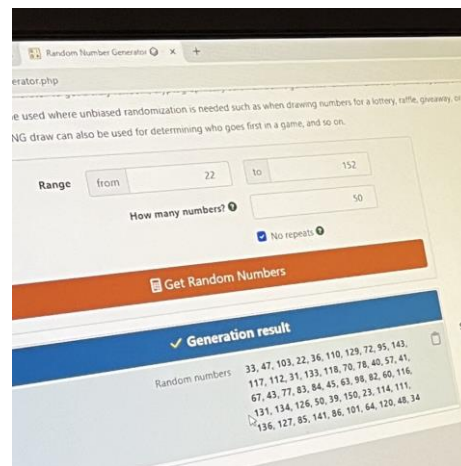 Random Number Generator
erator.php
e used where unbiased randomization is needed such as when drawing numbers for a lottery, raffle, giveaway,
NG draw can also be used for determining who goes first in a game, and so on.
Range from 22 to 152
How many numbers? 50
No repeats
Get Random Numbers
Generation result
Random numbers
33, 47, 103, 22, 36, 110, 129, 72, 95, 143,
117, 112, 31, 133, 118, 70, 78, 40, 57, 41,
67, 43, 77, 83, 84, 45, 63, 98, 82, 60, 116,
131, 134, 126, 50, 39, 150, 23, 114, 111,
136, 127, 85, 141, 86, 101, 64, 120, 48, 34